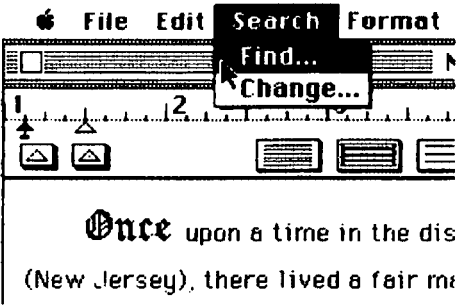 File Edit Search Format
Find...
Change...
1 2
Once upon a time in the dis
(New Jersey), there lived a fair ma